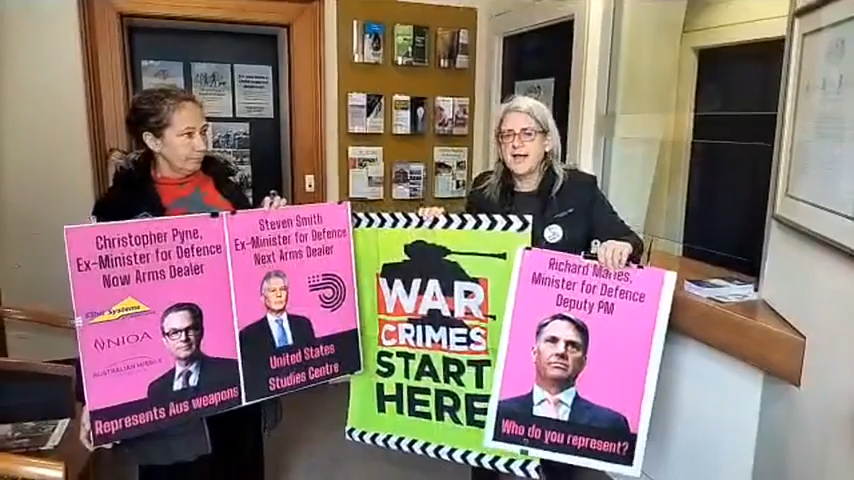 Christopher Pyne,
Ex-Minister for Defence
Now Arms Dealer
Elbit Systems
NIOA
AUSTRALIAN MISSILE
Represents Aus weapons
Steven Smith
Ex-Minister for Defence
Next Arms Dealer
United States
Studies Centre
WAR
CRIMES
START
HERE
Richard Marles,
Minister for Defence
Deputy PM
Who do you represent?